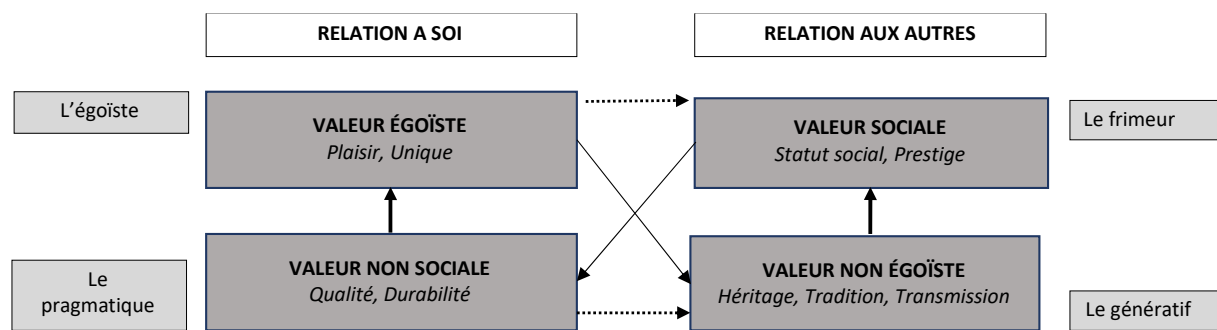 RELATION A SOI
RELATION AUX AUTRES
L’égoïste
VALEUR ÉGOÏSTE
Plaisir, Unique
VALEUR SOCIALE
Statut social, Prestige
Le frimeur
Le
pragmatique
VALEUR NON SOCIALE
Qualité, Durabilité
VALEUR NON ÉGOÏSTE
Héritage, Tradition, Transmission
Le génératif